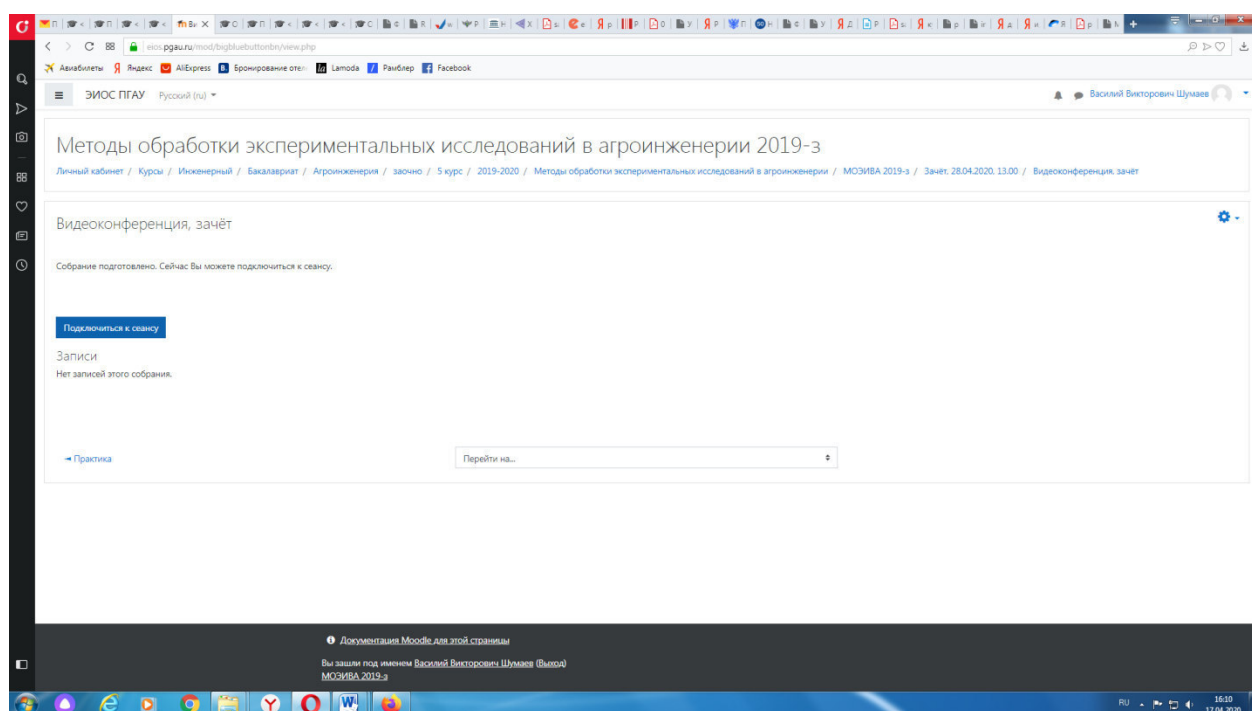 eios.pgau.ru/mod/bigbluebuttonbn/view.php
Авиабилеты Яндекс AliExpress Бронирование отел Lamoda Рамблер Facebook
ЭИОС ПГАУ Русский (ru) Василий Викторович Шумаев
Методы обработки экспериментальных исследований в агроинженерии 2019-з
Личный кабинет / Курсы / Инженерный / Бакалавриат / Агроинженерия / заочно / 5 курс / 2019-2020 / Методы обработки экспериментальных исследований в агроинженерии / МОЭИВА 2019-з / Зачёт, 28.04.2020, 13.00 / Видеоконференция, зачёт
Видеоконференция, зачёт
Собрание подготовлено. Сейчас Вы можете подключиться к сеансу.
Подключиться к сеансу
Записи
Нет записей этого собрания.
◄ Практика Перейти на...
Документация Moodle для этой страницы
Вы зашли под именем Василий Викторович Шумаев (Выход)
МОЭИВА 2019-з
RU 16:10
17.04.2020